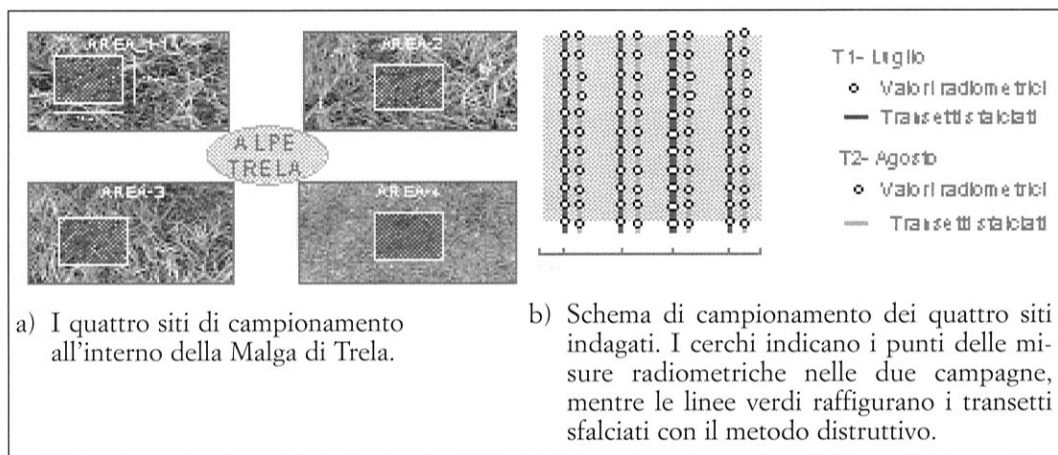 AREA_1-1
AREA-2
ALPE
TRELA
AREA-3
AREA-4
T1- Luglio
Valori radiometrici
Transetti sfalciati
T2- Agosto
Valori radiometrici
Transetti sfalciati
a) I quattro siti di campionamento
all'interno della Malga di Trela.
b) Schema di campionamento dei quattro siti
indagati. I cerchi indicano i punti delle mi-
sure radiometriche nelle due campagne,
mentre le linee verdi raffigurano i transetti
sfalciati con il metodo distruttivo.